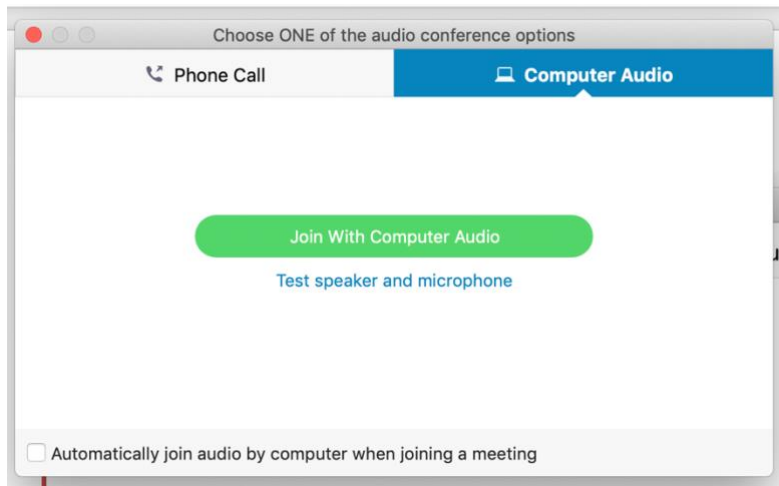 Choose ONE of the audio conference options
Phone Call
Computer Audio
Join With Computer Audio
Test speaker and microphone
Automatically join audio by computer when joining a meeting